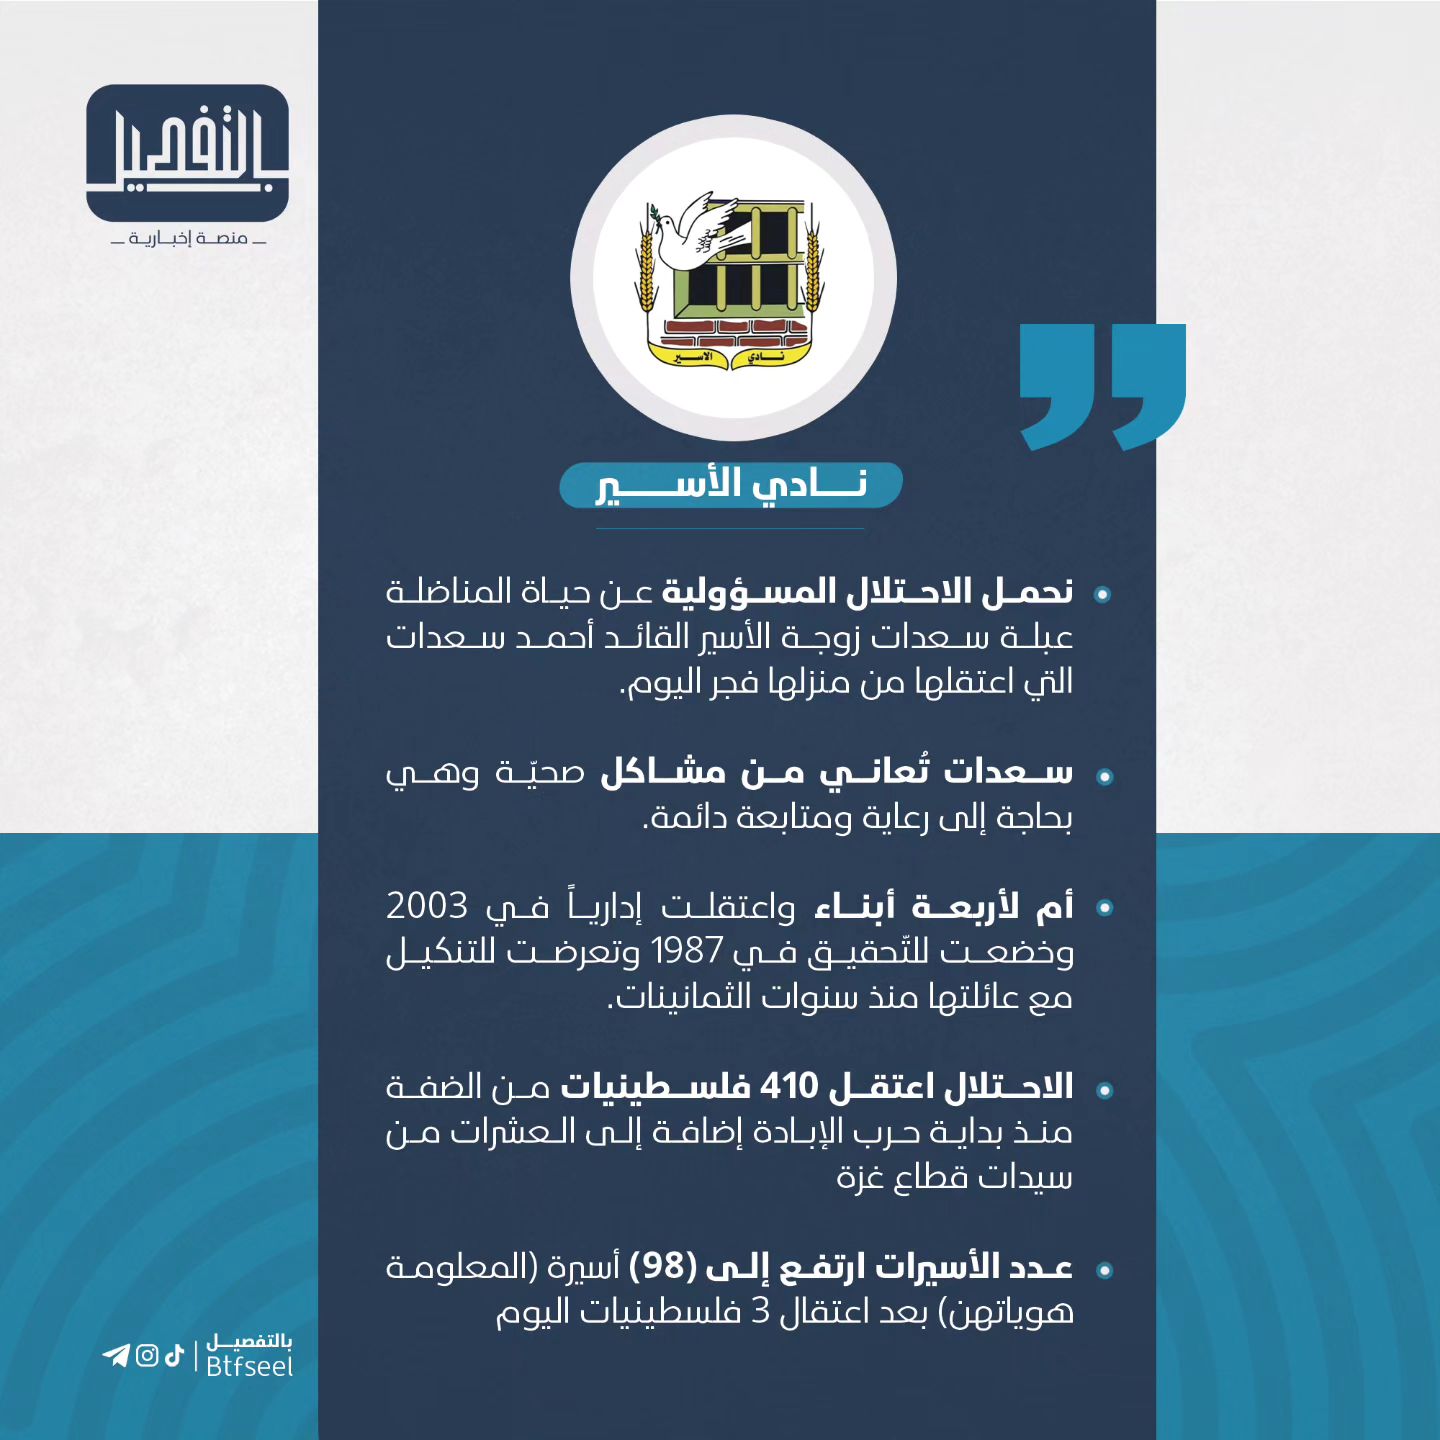 بالتفصيل
منصة إخبارية
نادي الاسير
نادي الأسير
نحمل الاحتلال المسؤولية عن حياة المناضلة
عبلة سعدات زوجة الأسير القائد أحمد سعدات
التي اعتقلها من منزلها فجر اليوم.
سعدات تُعاني من مشاكل صحيّة وهي
بحاجة إلى رعاية ومتابعة دائمة.
أم لأربعة أبناء واعتقلت إدارياً في 2003
وخضعت للتّحقيق في 1987 وتعرضت للتنكيل
مع عائلتها منذ سنوات الثمانينات.
الاحتلال اعتقل 410 فلسطينيات من الضفة
منذ بداية حرب الإبادة إضافة إلى العشرات من
سيدات قطاع غزة
عدد الأسيرات ارتفع إلى (98) أسيرة (المعلومة
هوياتهن) بعد اعتقال 3 فلسطينيات اليوم
بالتفصيل
Btfseel